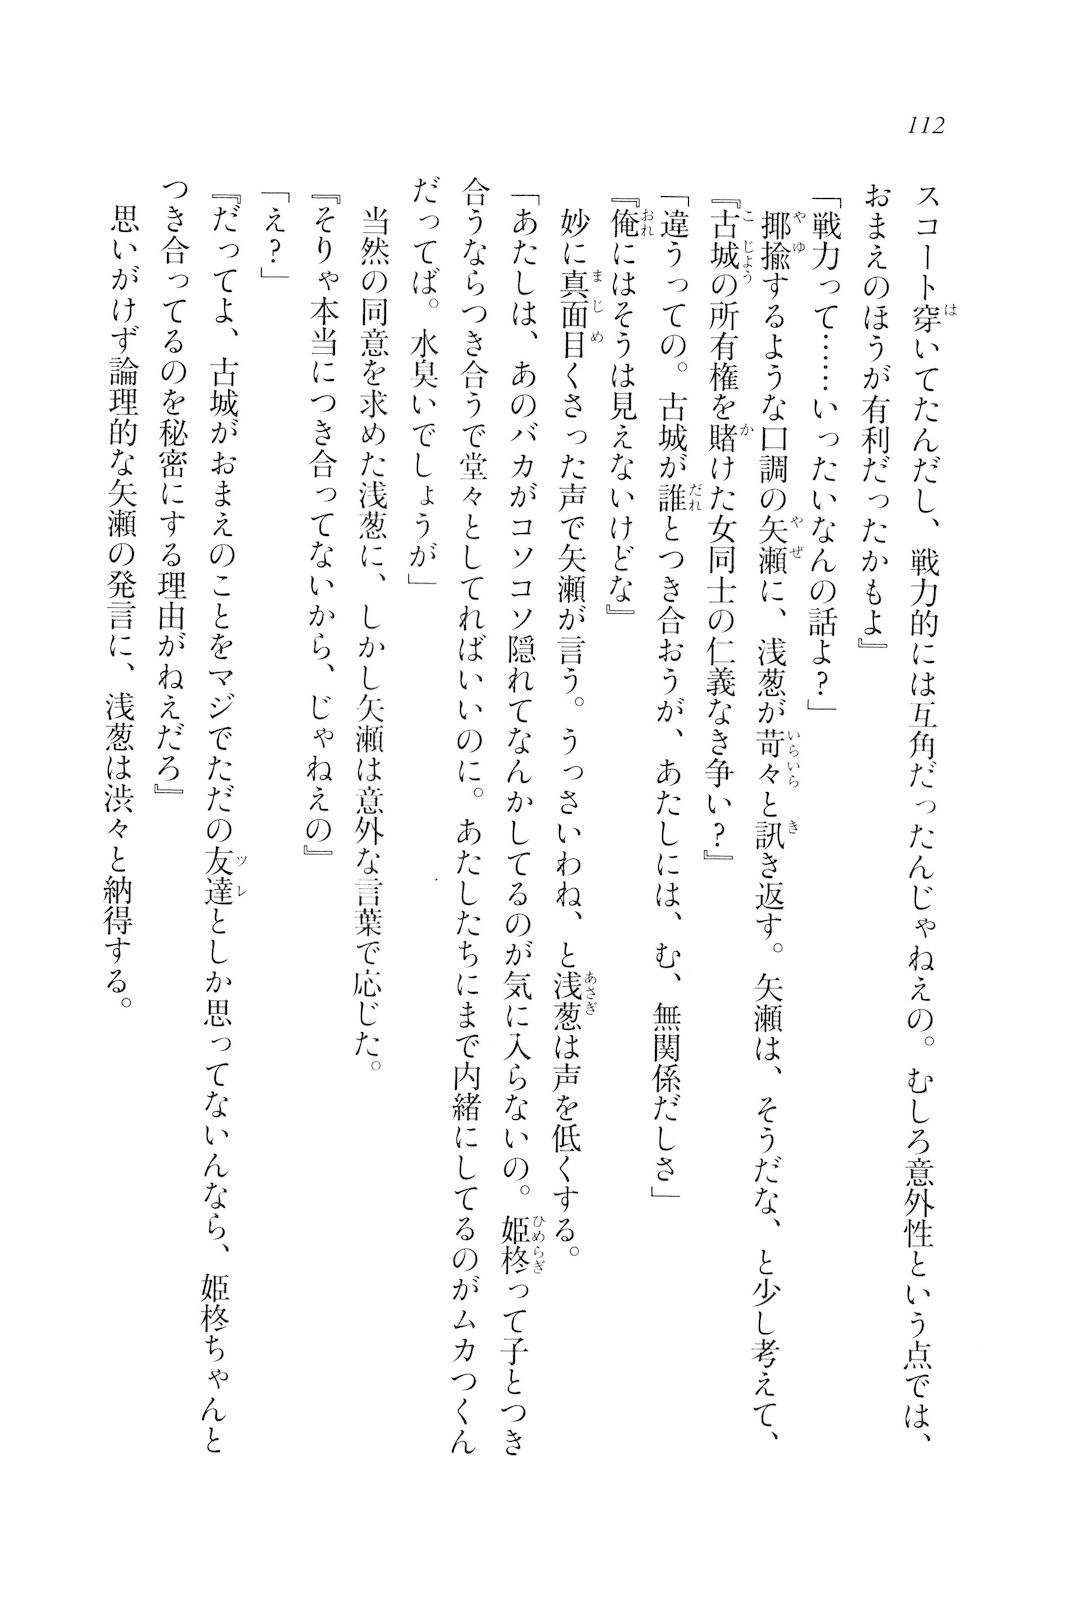 112
スコート穿いてたんだし、戦力的には互角だったんじゃねえの。むしろ意外性という点では、
おまえのほうが有利だったかもよ』
「戦力って……いったいなんの話よ？」
揶揄するような口調の矢瀬に、浅葱が苛々と訊き返す。矢瀬は、そうだな、と少し考えて、
『古城の所有権を賭けた女同士の仁義なき争い？』
「違うっての。古城が誰とつき合おうが、あたしには、む、無関係だしさ」
『俺にはそうは見えないけどな』
妙に真面目くさった声で矢瀬が言う。うっさいわね、と浅葱は声を低くする。
「あたしは、あのバカがコソコソ隠れてなんかしてるのが気に入らないの。姫柊って子とつき
合うならつき合うで堂々としてればいいのに。あたしたちにまで内緒にしてるのがムカつくん
だってば。水臭いでしょうが」
当然の同意を求めた浅葱に、しかし矢瀬は意外な言葉で応じた。
『そりゃ本当につき合ってないから、じゃねえの』
「え？」
『だってよ、古城がおまえのことをマジでただの友達としか思ってないんなら、姫柊ちゃんと
つき合ってるのを秘密にする理由がねえだろ』
思いがけず論理的な矢瀬の発言に、浅葱は渋々と納得する。